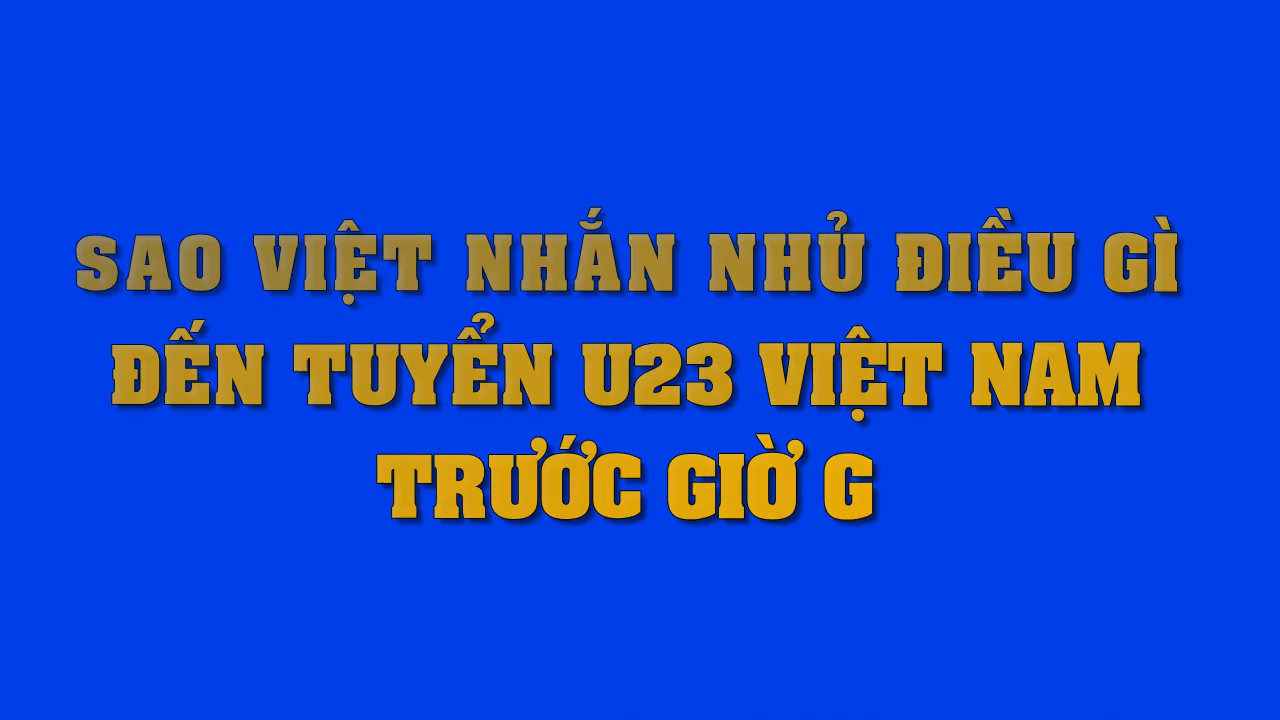 SAO VIỆT NHẮN NHỦ ĐIỀU GÌ
ĐẾN TUYỂN U23 VIỆT NAM
TRƯỚC GIỜ G